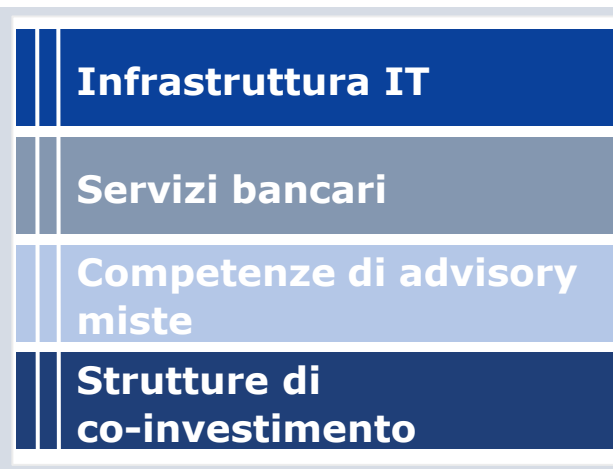 Infrastruttura IT
Servizi bancari
Competenze di advisory
miste
Strutture di
co-investimento